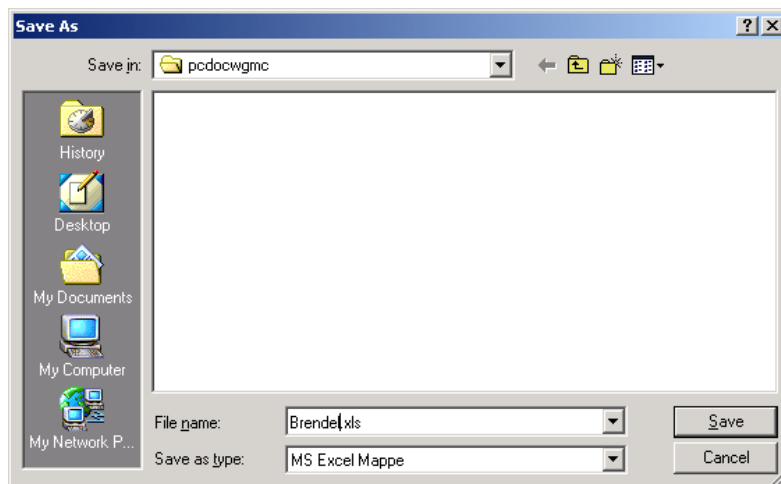 Save As
Save in: pcdocwgmc
History
Desktop
My Documents
My Computer
My Network P...
File name: Brendel.xls Save
Save as type: MS Excel Mappe Cancel